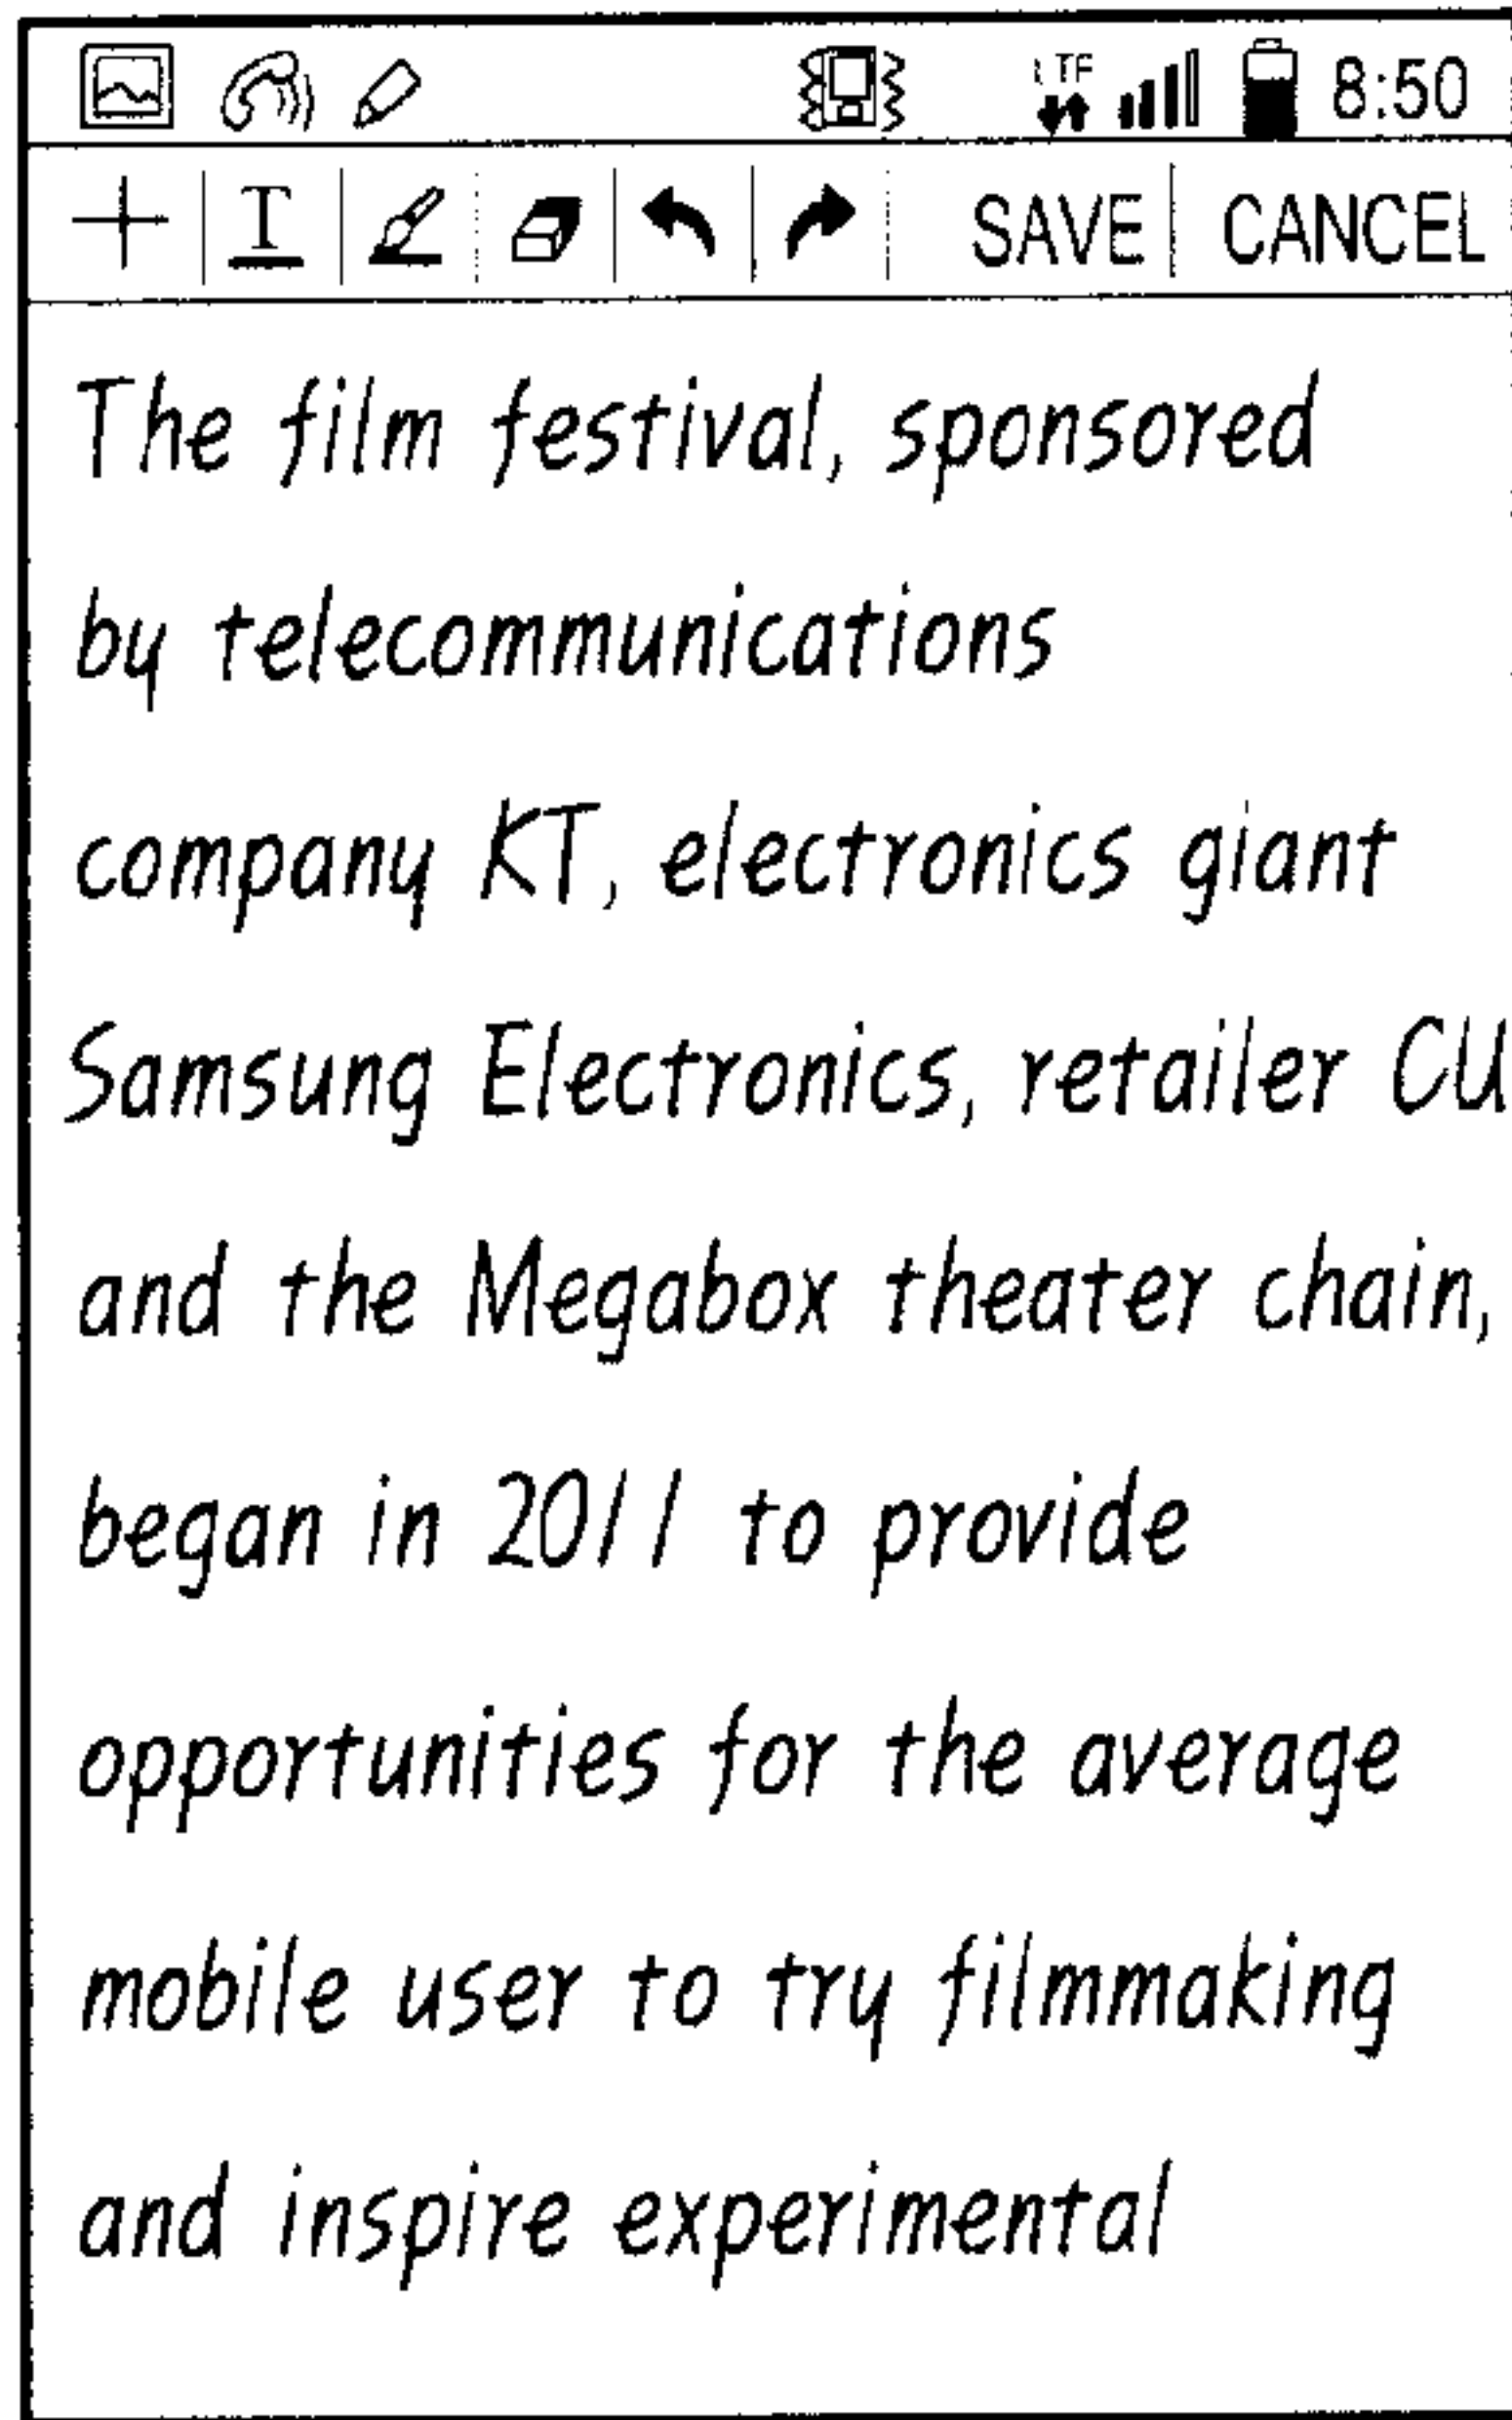 LTE 8:50
T SAVE CANCEL
The film festival, sponsored
by telecommunications
company KT, electronics giant
Samsung Electronics, retailer CU
and the Megabox theater chain,
began in 2011 to provide
opportunities for the average
mobile user to try filmmaking
and inspire experimental